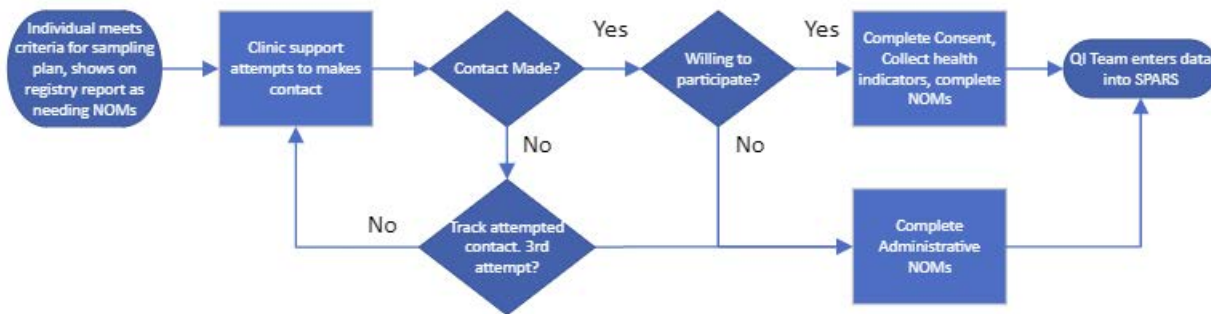 Individual meets
criteria for sampling
plan, shows on
registry report as
needing NOMs
Clinic support
attempts to makes
contact
Contact Made?
Yes
Willing to
participate?
Yes
Complete Consent,
Collect health
indicators, complete
NOMs
QI Team enters data
into SPARS
No
No
No
Track attempted
contact. 3rd
attempt?
Complete
Administrative
NOMs